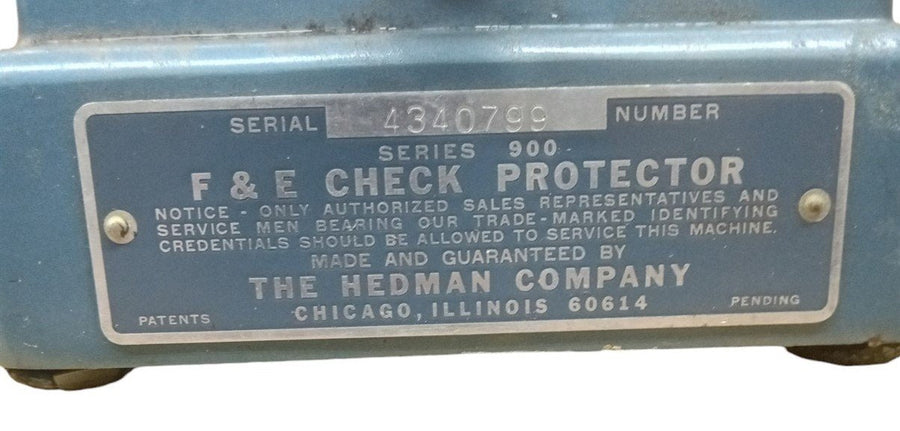 SERIAL 4340799 NUMBER
SERIES 900
F & E CHECK PROTECTOR
NOTICE - ONLY AUTHORIZED SALES REPRESENTATIVES AND
SERVICE MEN BEARING OUR TRADE-MARKED IDENTIFYING
CREDENTIALS SHOULD BE ALLOWED TO SERVICE THIS MACHINE.
MADE AND GUARANTEED BY
THE HEDMAN COMPANY
CHICAGO, ILLINOIS 60614
PATENTS PENDING